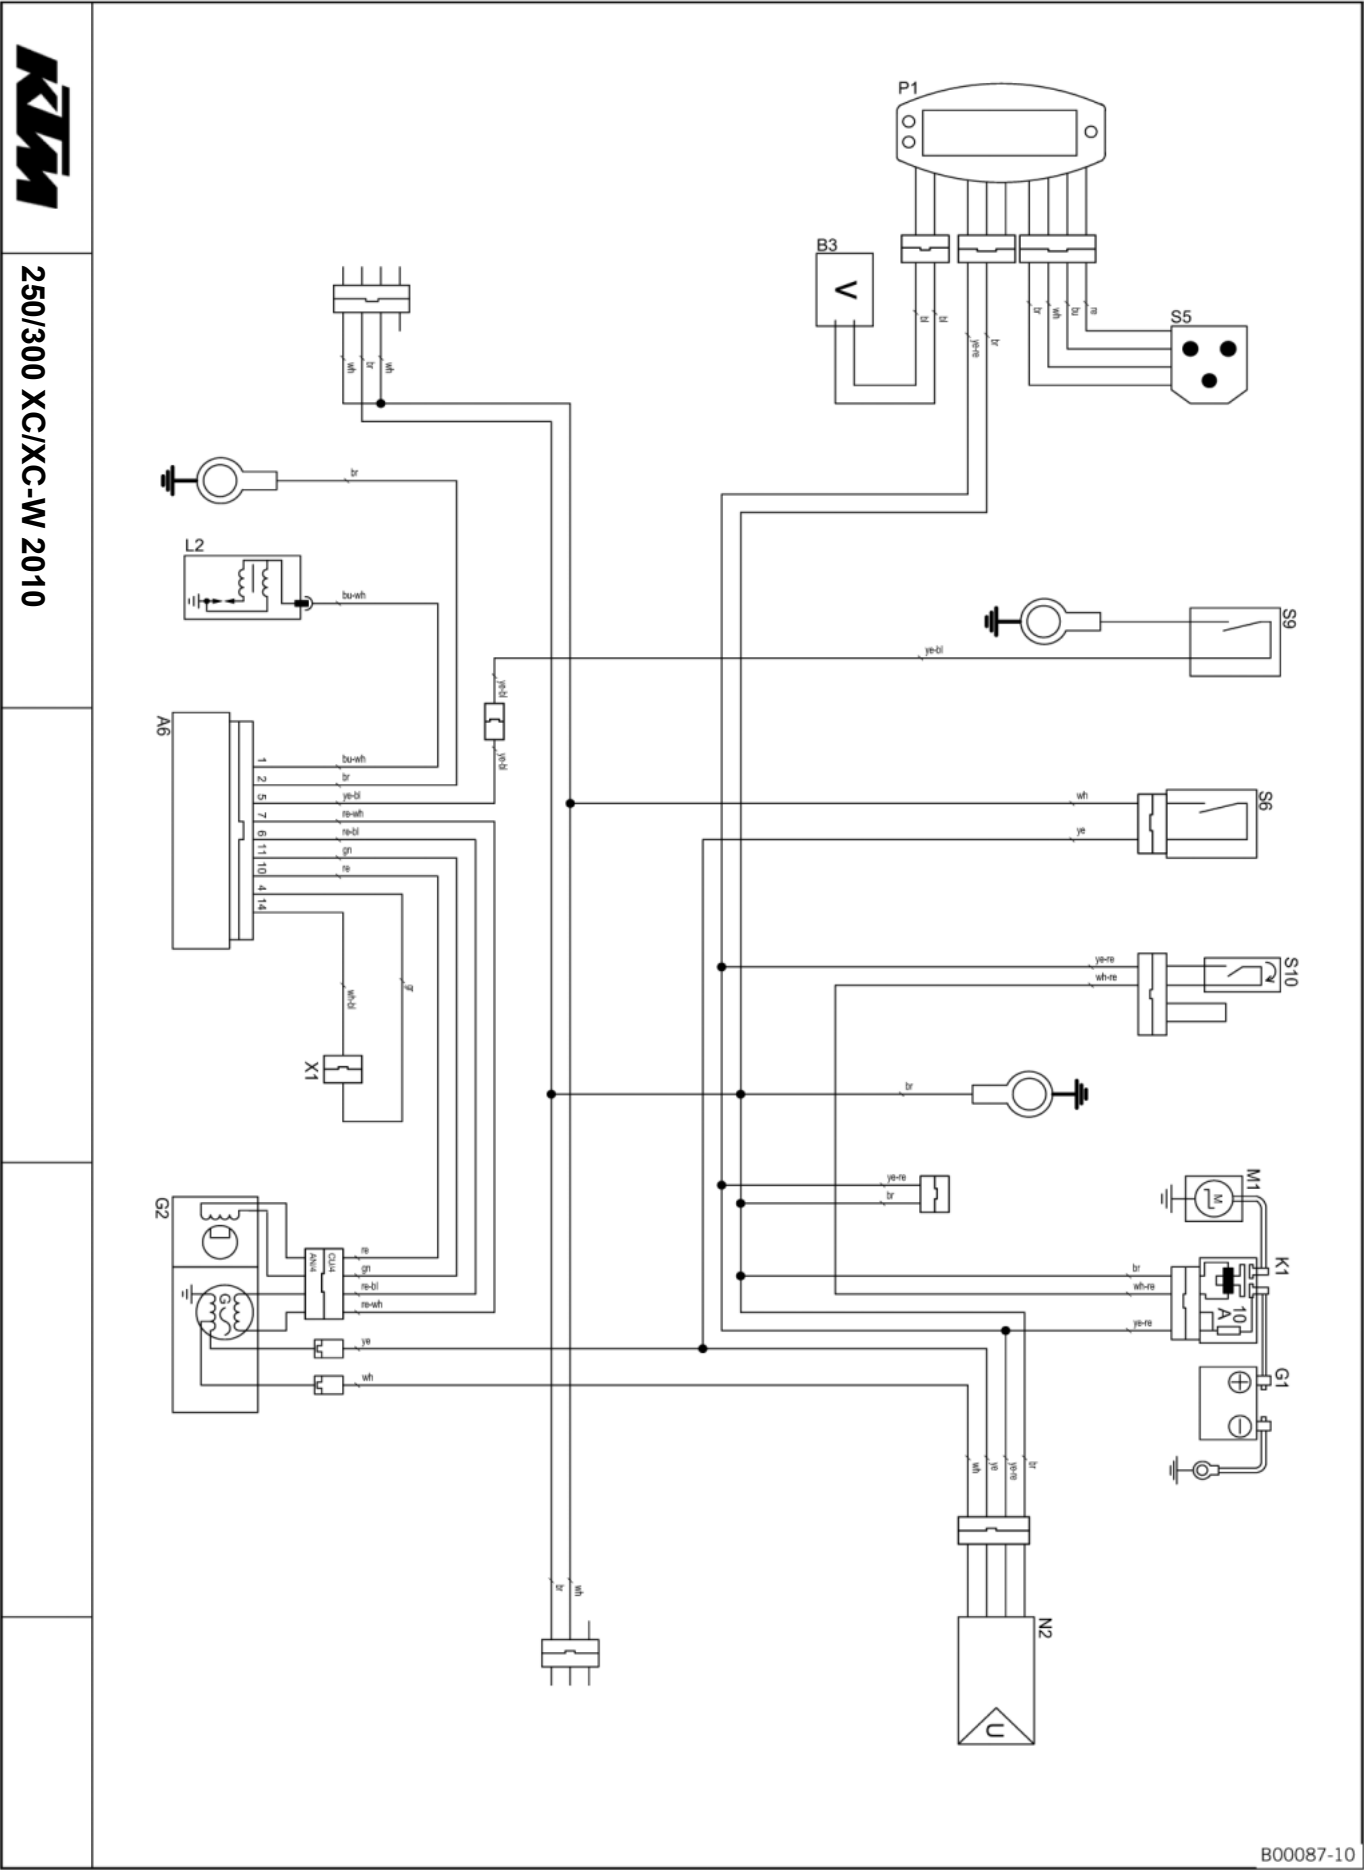 KTM
250/300 XC/XC-W 2010
P1
B3
V
S5
bl
bl
ye-re
br
br
wh
bu
re
wh
br
wh
br
L2
bu-wh
S9
ye-bl
ye-bl
ye-bl
A6
1 bu-wh
2 br
5 ye-bl
7 re-wh
6 re-bl
11 gn
10 re
4
14
wh-bl
gr
X1
S6
wh
ye
S10
ye-re
wh-re
br
ye-re
br
M1
M
K1
10
A
br
wh-re
ye-re
G1
G2
G
AN/4
CU/4
re
gn
re-bl
re-wh
ye
wh
wh
ye
ye-re
br
br
wh
N2
U
B00087-10